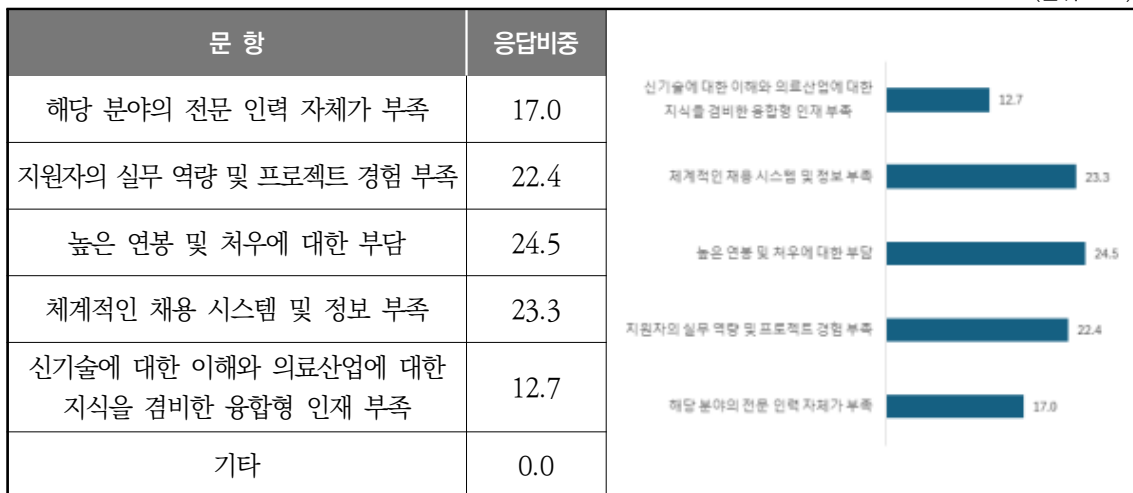 문 항 응답비중
해당 분야의 전문 인력 자체가 부족 17.0
지원자의 실무 역량 및 프로젝트 경험 부족 22.4
높은 연봉 및 처우에 대한 부담 24.5
체계적인 채용 시스템 및 정보 부족 23.3
신기술에 대한 이해와 의료산업에 대한
지식을 겸비한 융합형 인재 부족 12.7
기타 0.0
신기술에 대한 이해와 의료산업에 대한
지식을 겸비한 융합형 인재 부족 12.7
체계적인 채용 시스템 및 정보 부족 23.3
높은 연봉 및 처우에 대한 부담 24.5
지원자의 실무 역량 및 프로젝트 경험 부족 22.4
해당 분야의 전문 인력 자체가 부족 17.0